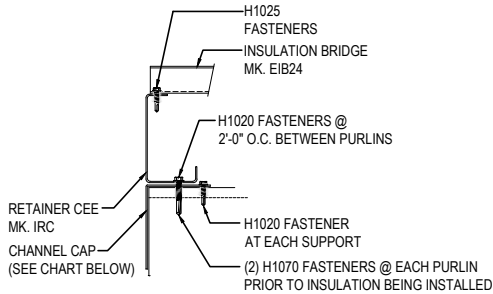 H1025
FASTENERS
INSULATION BRIDGE
MK. EIB24
H1020 FASTENERS @
2'-0" O.C. BETWEEN PURLINS
RETAINER CEE
MK. IRC
CHANNEL CAP
(SEE CHART BELOW)
H1020 FASTENER
AT EACH SUPPORT
(2) H1070 FASTENERS @ EACH PURLIN
PRIOR TO INSULATION BEING INSTALLED